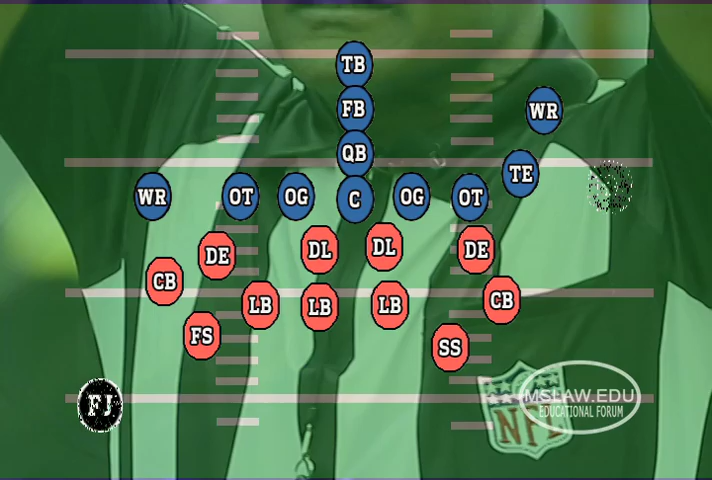 TB
FB
WR
QB
TE
WR
OT
OG
C
OG
OT
DE
DL
DL
DE
CB
LB
LB
LB
CB
FS
SS
FJ
MSLAW.EDU
EDUCATIONAL FORUM
NFL